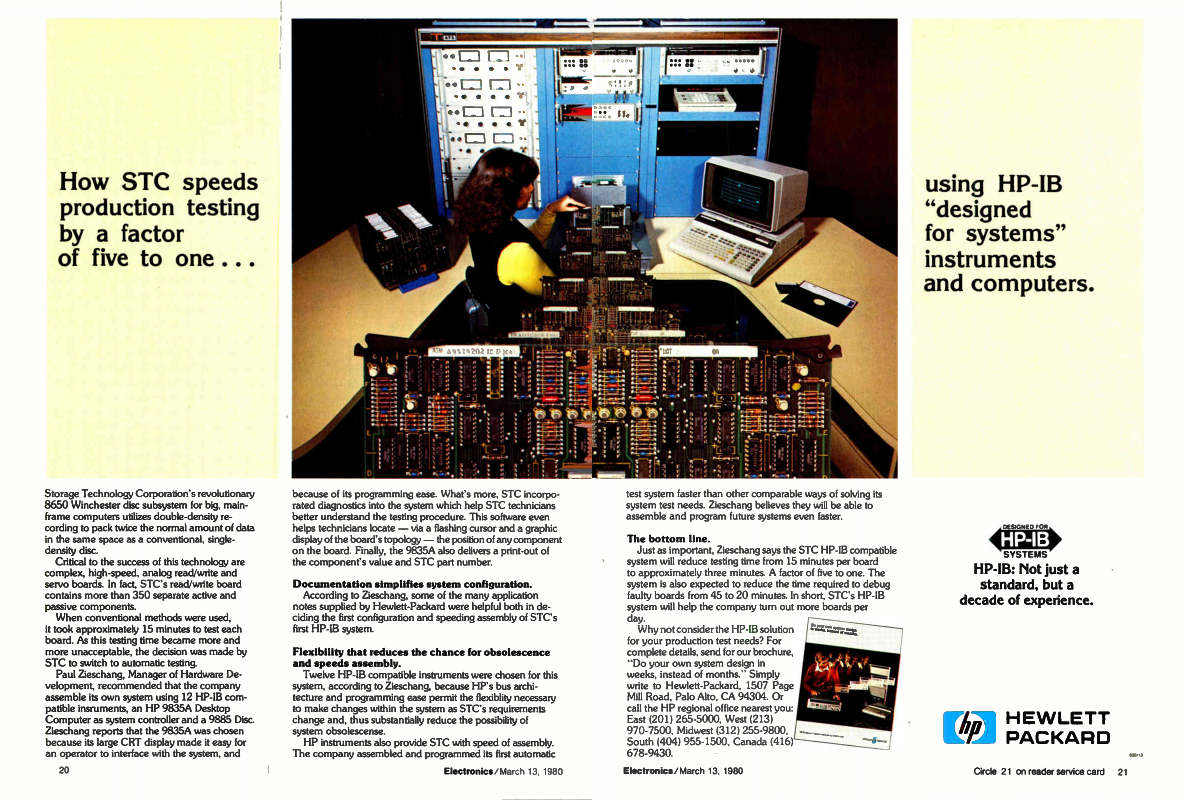 How STC speeds
production testing
by a factor
of five to one . . .
using HP-IB
“designed
for systems”
instruments
and computers.
Storage Technology Corporation's revolutionary
8650 Winchester disc subsystem for big, main-
frame computers utilizes double-density re-
cording to pack twice the normal amount of data
in the same space as a conventional, single-
density disc.
Critical to the success of this technology are
complex, high-speed, analog read/write and
servo boards. In fact, STC's read/write board
contains more than 350 separate active and
passive components.
When conventional methods were used,
it took approximately 15 minutes to test each
board. As this testing time became more and
more unacceptable, the decision was made by
STC to switch to automatic testing.
Paul Zieschang, Manager of Hardware De-
velopment, recommended that the company
assemble its own system using 12 HP-IB com-
patible insruments, an HP 9835A Desktop
Computer as system controller and a 9885 Disc.
Zieschang reports that the 9835A was chosen
because its large CRT display made it easy for
an operator to interface with the system, and
because of its programming ease. What's more, STC incorpo-
rated diagnostics into the system which help STC technicians
better understand the testing procedure. This software even
helps technicians locate — via a flashing cursor and a graphic
display of the board's topology — the position of any component
on the board. Finally, the 9835A also delivers a print-out of
the component's value and STC part number.
Documentation simplifies system configuration.
According to Zieschang, some of the many application
notes supplied by Hewlett-Packard were helpful both in de-
ciding the first configuration and speeding assembly of STC's
first HP-IB system.
Flexibility that reduces the chance for obsolescence
and speeds assembly.
Twelve HP-IB compatible instruments were chosen for this
system, according to Zieschang, because HP's bus archi-
tecture and programming ease permit the flexiblity necessary
to make changes within the system as STC's requirements
change and, thus substantially reduce the possibility of
system obsolescense.
HP instruments also provide STC with speed of assembly.
The company assembled and programmed its first automatic
test system faster than other comparable ways of solving its
system test needs. Zieschang believes they will be able to
assemble and program future systems even faster.
The bottom line.
Just as important, Zieschang says the STC HP-IB compatible
system will reduce testing time from 15 minutes per board
to approximately three minutes. A factor of five to one. The
system is also expected to reduce the time required to debug
faulty boards from 45 to 20 minutes. In short, STC's HP-IB
system will help the company turn out more boards per
day.
Why not consider the HP-IB solution
for your production test needs? For
complete details, send for our brochure,
“Do your own system design in
weeks, instead of months.” Simply
write to Hewlett-Packard, 1507 Page
Mill Road, Palo Alto, CA 94304. Or
call the HP regional office nearest you:
East (201) 265-5000, West (213)
970-7500, Midwest (312) 255-9800,
South (404) 955-1500, Canada (416)
678-9430.
DESIGNED FOR
HP-IB
SYSTEMS
HP-IB: Not just a
standard, but a
decade of experience.
hp HEWLETT
PACKARD
20
Electronics / March 13, 1980
Electronics / March 13, 1980
Circle 21 on reader service card 21